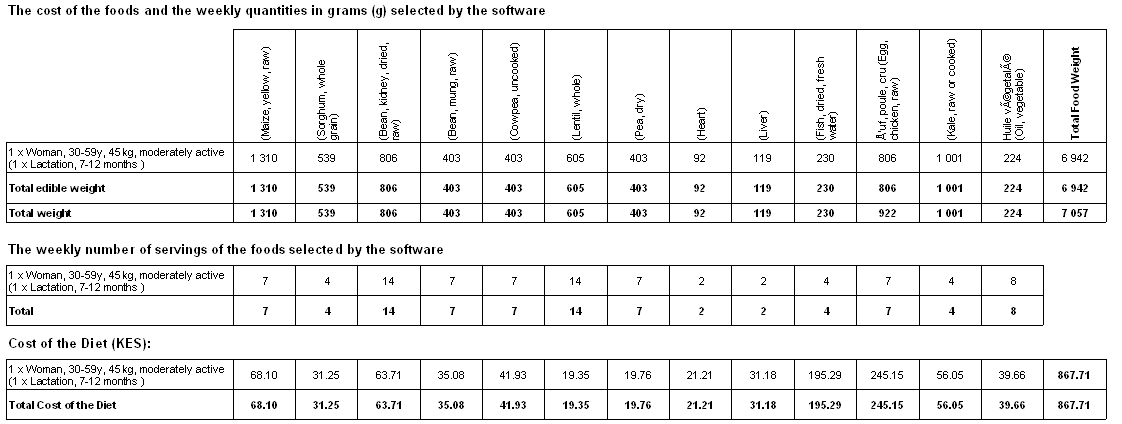 The cost of the foods and the weekly quantities in grams (g) selected by the software
(Maize, yellow, raw)
(Sorghum, whole
grain)
(Bean, kidney, dried,
raw)
(Bean, mung, raw)
(Cowpea, uncooked)
(Lentil, whole)
(Pea, dry)
(Heart)
(Liver)
(Fish, dried, fresh
water)
Å'uf, poule, cru (Egg,
chicken, raw)
(Kale, raw or cooked)
Huile vÃ©getalÃ©
(Oil, vegetable)
Total Food Weight
1 x Woman, 30-59y, 45 kg, moderately active
(1 x Lactation, 7-12 months )
1 310 539 806 403 403 605 403 92 119 230 806 1 001 224 6 942
Total edible weight 1 310 539 806 403 403 605 403 92 119 230 806 1 001 224 6 942
Total weight 1 310 539 806 403 403 605 403 92 119 230 922 1 001 224 7 057
The weekly number of servings of the foods selected by the software
1 x Woman, 30-59y, 45 kg, moderately active
(1 x Lactation, 7-12 months )
7 4 14 7 7 14 7 2 2 4 7 4 8
Total 7 4 14 7 7 14 7 2 2 4 7 4 8
Cost of the Diet (KES):
1 x Woman, 30-59y, 45 kg, moderately active
(1 x Lactation, 7-12 months )
68.10 31.25 63.71 35.08 41.93 19.35 19.76 21.21 31.18 195.29 245.15 56.05 39.66 867.71
Total Cost of the Diet 68.10 31.25 63.71 35.08 41.93 19.35 19.76 21.21 31.18 195.29 245.15 56.05 39.66 867.71